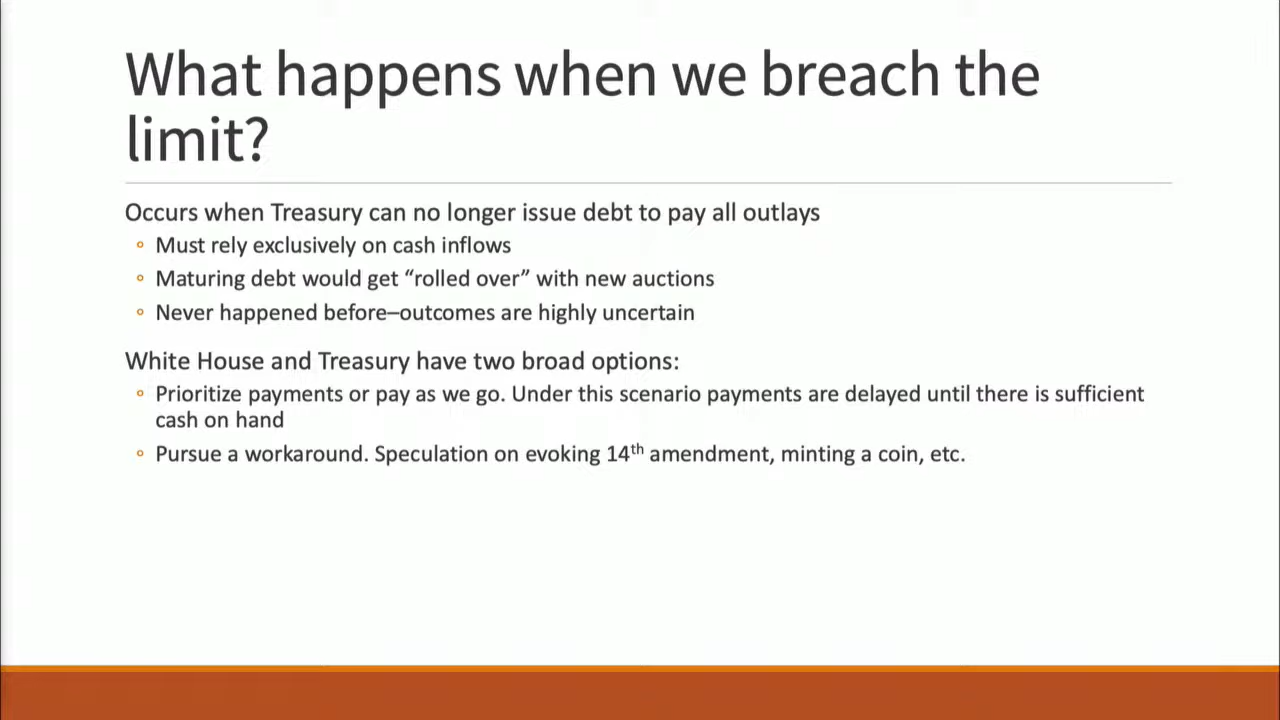 What happens when we breach the
limit?
Occurs when Treasury can no longer issue debt to pay all outlays
◦ Must rely exclusively on cash inflows
◦ Maturing debt would get “rolled over” with new auctions
◦ Never happened before–outcomes are highly uncertain
White House and Treasury have two broad options:
◦ Prioritize payments or pay as we go. Under this scenario payments are delayed until there is sufficient
cash on hand
◦ Pursue a workaround. Speculation on evoking 14th amendment, minting a coin, etc.